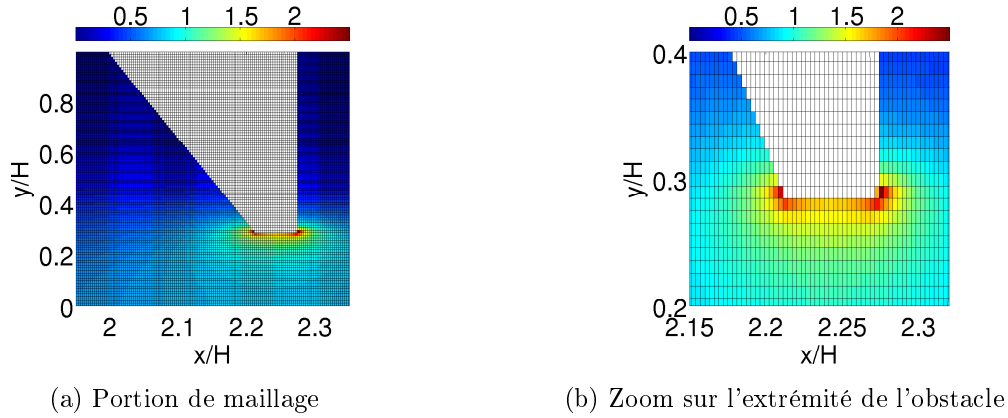 0.5 1 1.5 2
0.8
0.6
0.4
0.2
0
y/H
2 2.1 2.2 2.3
x/H
(a) Portion de maillage
0.5 1 1.5 2
0.4
0.3
0.2
y/H
2.15 2.2 2.25 2.3
x/H
(b) Zoom sur l'extrémité de l'obstacle